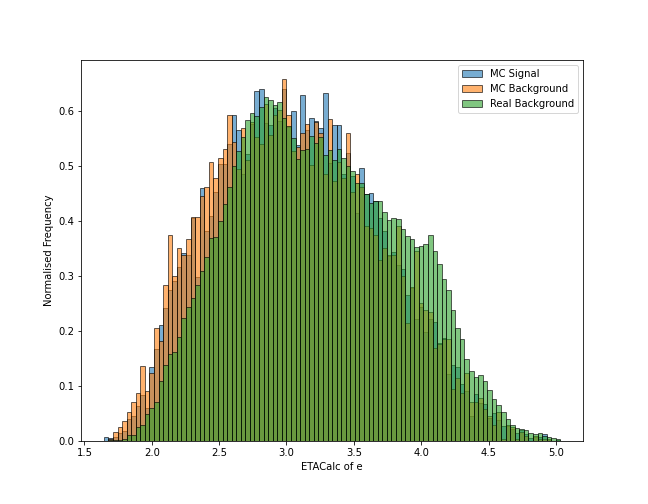 MC Signal
MC Background
Real Background
Normalised Frequency
0.6
0.5
0.4
0.3
0.2
0.1
0.0
1.5 2.0 2.5 3.0 3.5 4.0 4.5 5.0
ETACalc of e